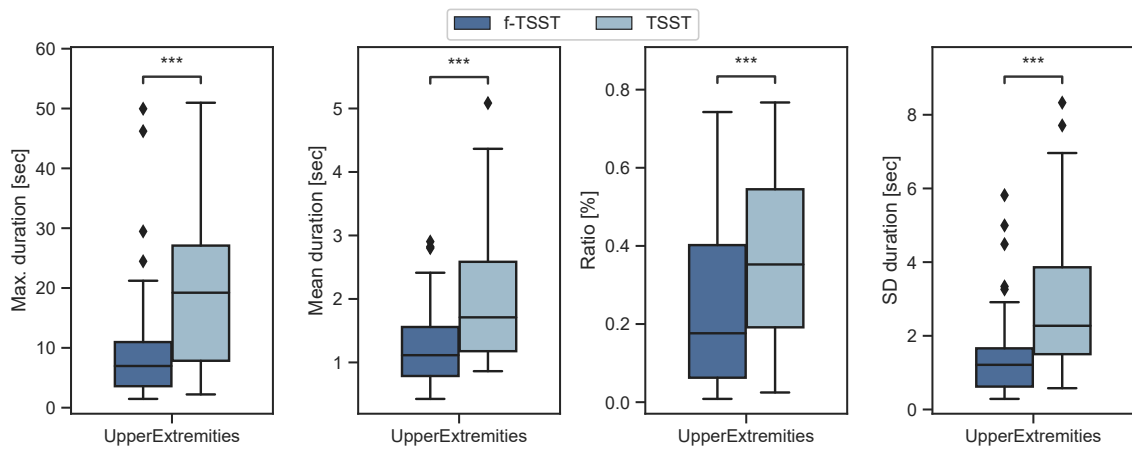 f-TSST TSST
Max. duration [sec]
60
50
40
30
20
10
0
***
UpperExtremities
Mean duration [sec]
5
4
3
2
1
***
UpperExtremities
Ratio [%]
0.8
0.6
0.4
0.2
0.0
***
UpperExtremities
SD duration [sec]
8
6
4
2
0
***
UpperExtremities